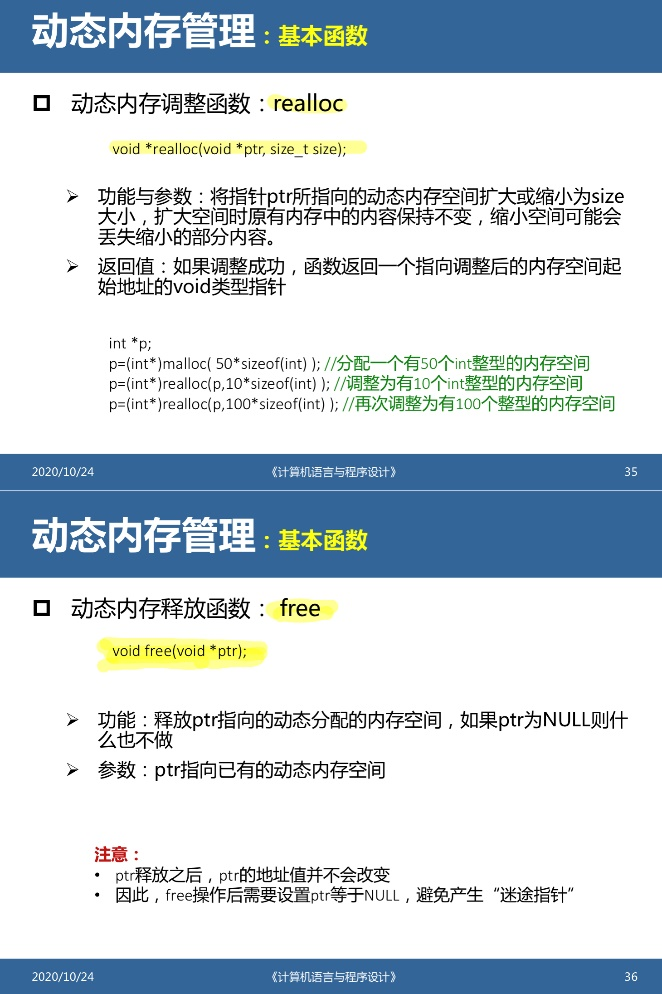 动态内存管理：基本函数
动态内存调整函数：realloc
void *realloc(void *ptr, size_t size);
功能与参数：将指针ptr所指向的动态内存空间扩大或缩小为size
大小，扩大空间时原有内存中的内容保持不变，缩小空间可能会
丢失缩小的部分内容。
返回值：如果调整成功，函数返回一个指向调整后的内存空间起
始地址的void类型指针
int *p;
p=(int*)malloc( 50*sizeof(int) ); //分配一个有50个int整型的内存空间
p=(int*)realloc(p,10*sizeof(int) ); //调整为有10个int整型的内存空间
p=(int*)realloc(p,100*sizeof(int) ); //再次调整为有100个整型的内存空间
2020/10/24 《计算机语言与程序设计》 35
动态内存管理：基本函数
动态内存释放函数： free
void free(void *ptr);
功能：释放ptr指向的动态分配的内存空间，如果ptr为NULL则什
么也不做
参数：ptr指向已有的动态内存空间
注意：
• ptr释放之后，ptr的地址值并不会改变
• 因此，free操作后需要设置ptr等于NULL，避免产生“迷途指针”
2020/10/24 《计算机语言与程序设计》 36